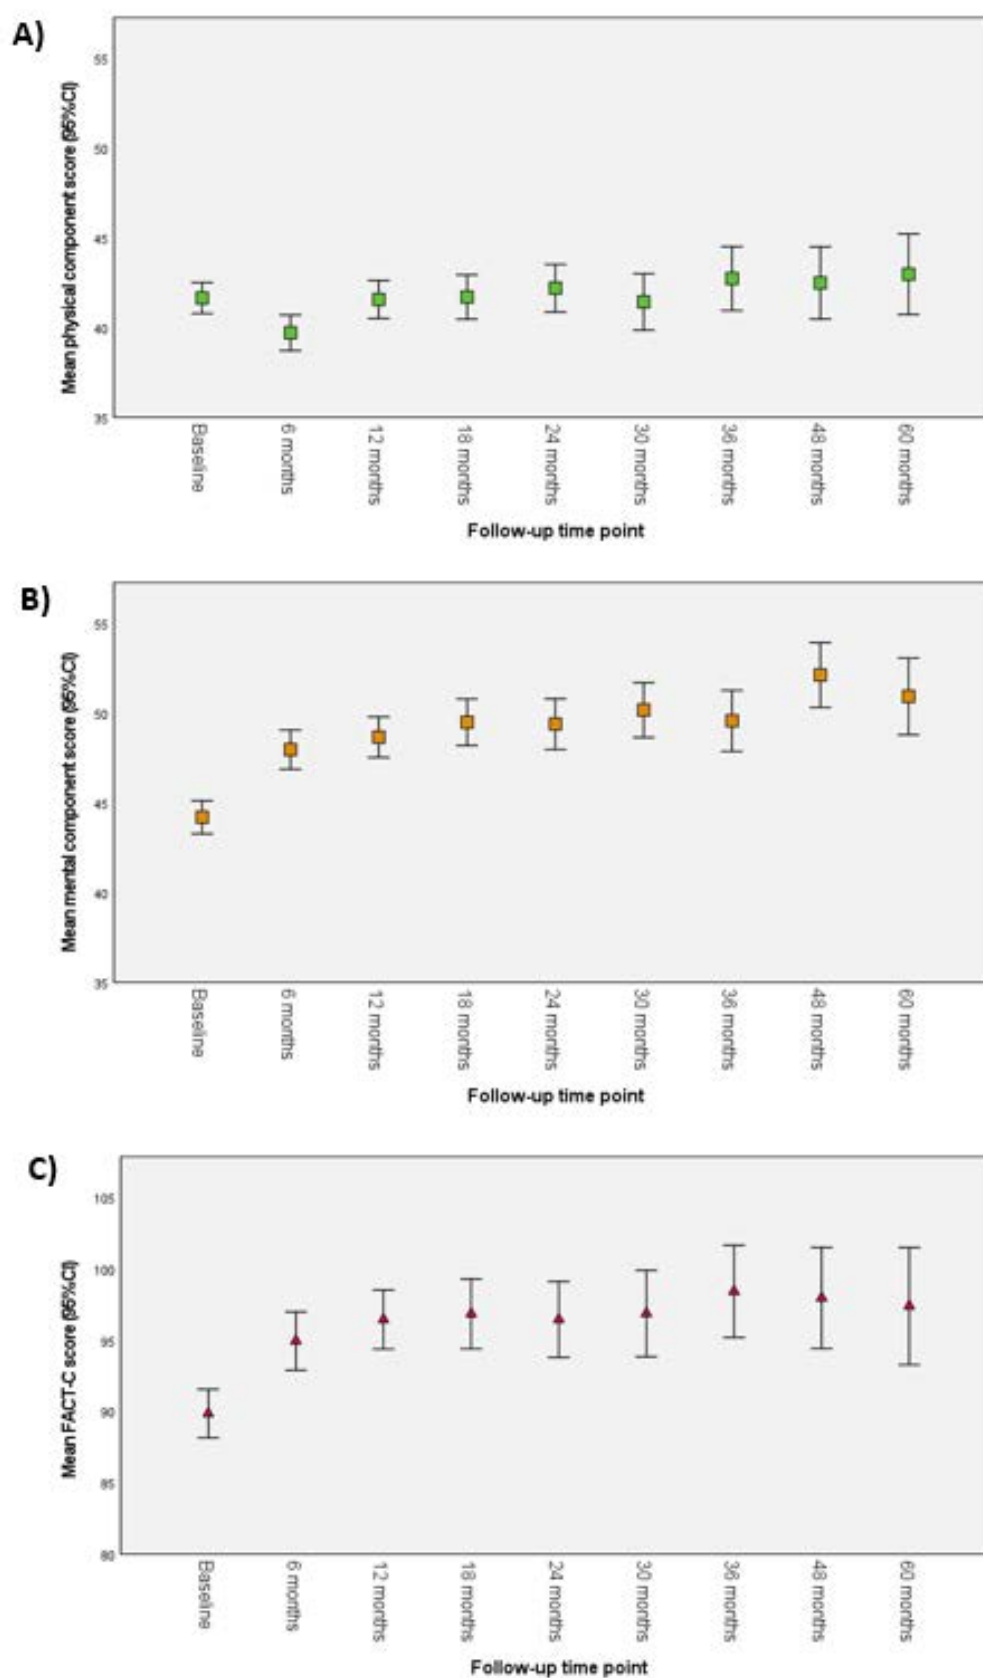 A)
Mean physical component score (95%CI)
55
50
45
40
35
Baseline
6 months
12 months
18 months
24 months
30 months
36 months
48 months
60 months
Follow-up time point
B)
Mean mental component score (95%CI)
55
50
45
40
35
Baseline
6 months
12 months
18 months
24 months
30 months
36 months
48 months
60 months
Follow-up time point
C)
Mean FACT-C score (95%CI)
105
100
95
90
85
80
Baseline
6 months
12 months
18 months
24 months
30 months
36 months
48 months
60 months
Follow-up time point